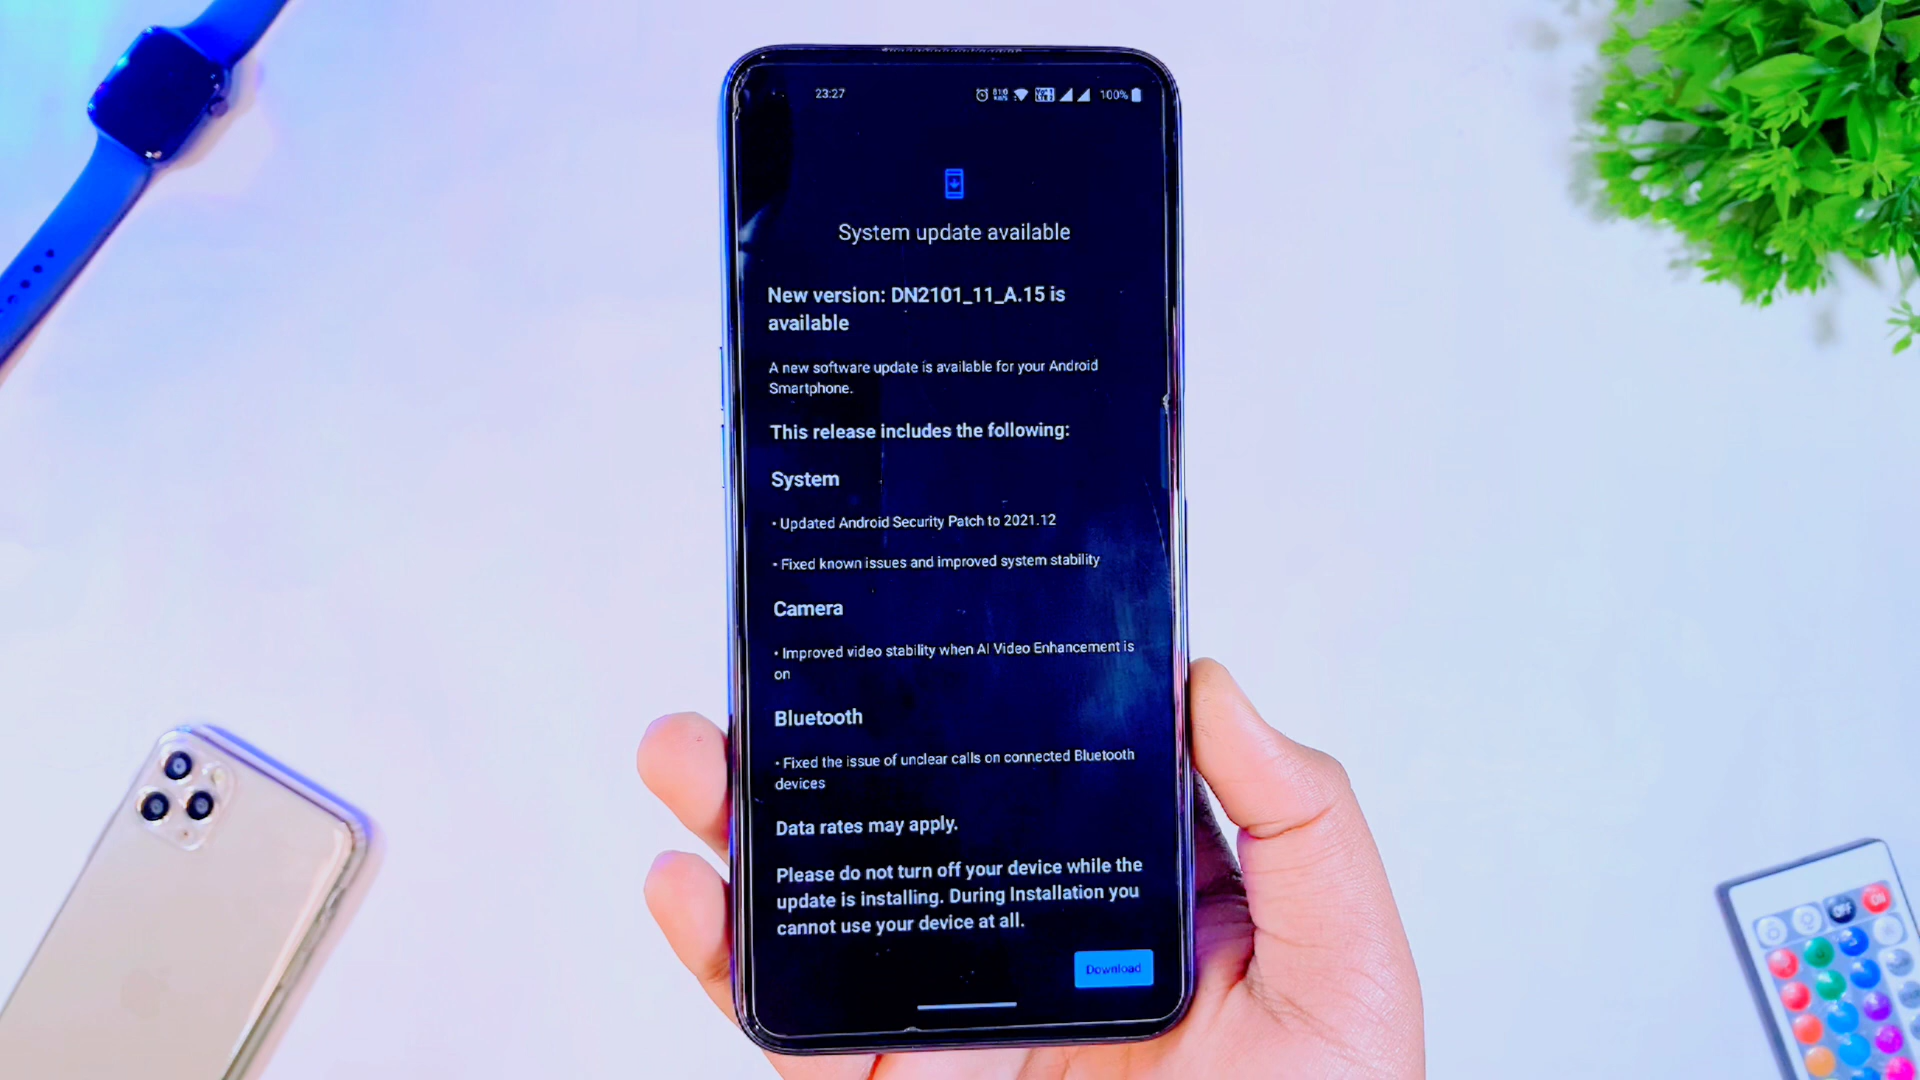 23:27
100%
System update available
New version: DN2101_11_A.15 is
available
A new software update is available for your Android
Smartphone.
This release includes the following:
System
• Updated Android Security Patch to 2021.12
• Fixed known issues and improved system stability
Camera
• Improved video stability when AI Video Enhancement is
on
Bluetooth
• Fixed the issue of unclear calls on connected Bluetooth
devices
Data rates may apply.
Please do not turn off your device while the
update is installing. During Installation you
cannot use your device at all.
Download
OFF
ON